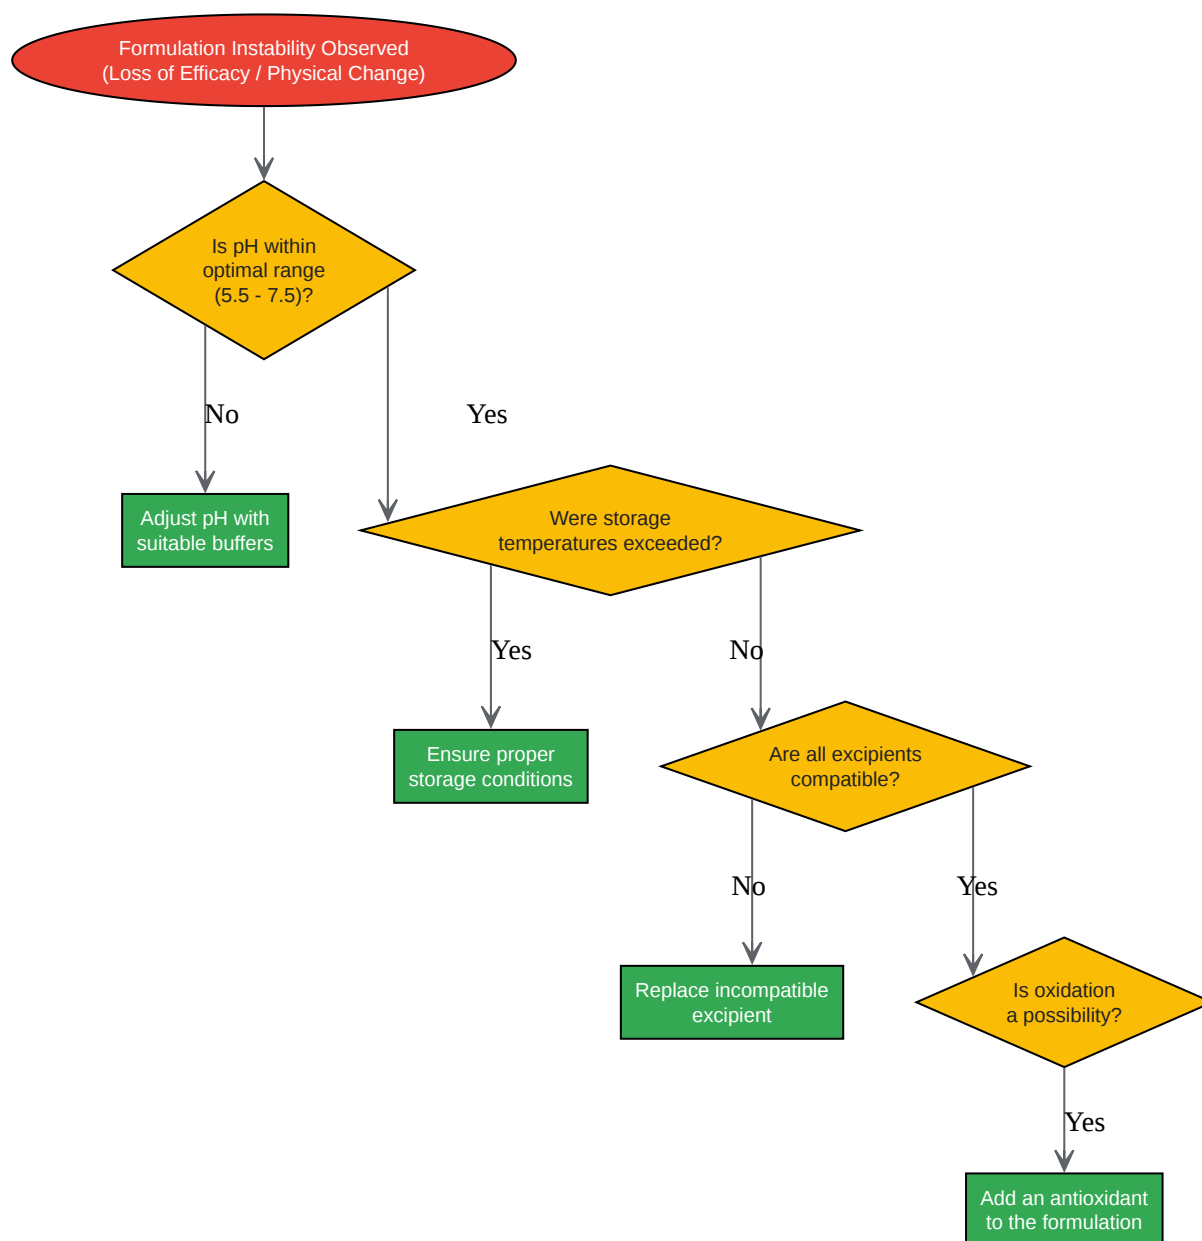 Formulation Instability Observed
(Loss of Efficacy / Physical Change)
Is pH within
optimal range
(5.5 - 7.5)?
No
Yes
Adjust pH with
suitable buffers
Were storage
temperatures exceeded?
Yes
No
Ensure proper
storage conditions
Are all excipients
compatible?
No
Yes
Replace incompatible
excipient
Is oxidation
a possibility?
Yes
Add an antioxidant
to the formulation